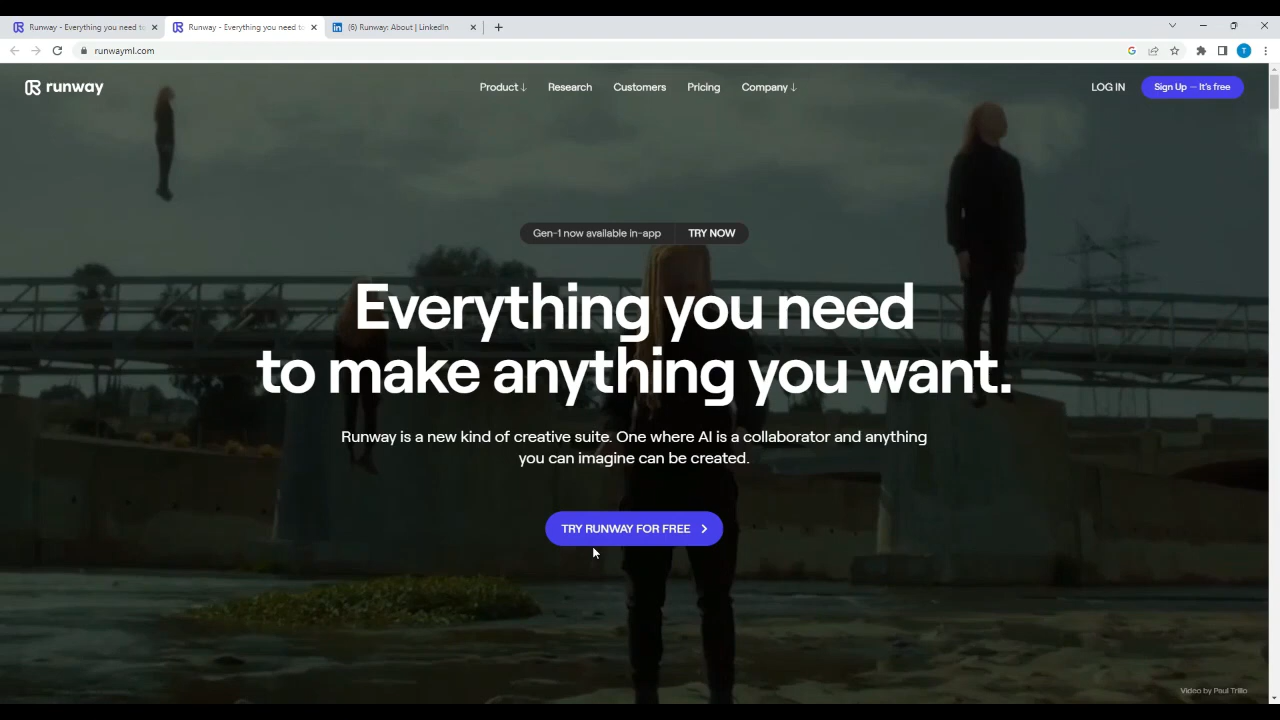 Runway - Everything you need to
Runway - Everything you need to
(6) Runway: About | LinkedIn
runwayml.com
T
runway
Product ↓
Research
Customers
Pricing
Company ↓
LOG IN
Sign Up — It's free
Gen-1 now available in-app
TRY NOW
Everything you need
to make anything you want.
Runway is a new kind of creative suite. One where AI is a collaborator and anything
you can imagine can be created.
TRY RUNWAY FOR FREE
Video by Paul Trillo